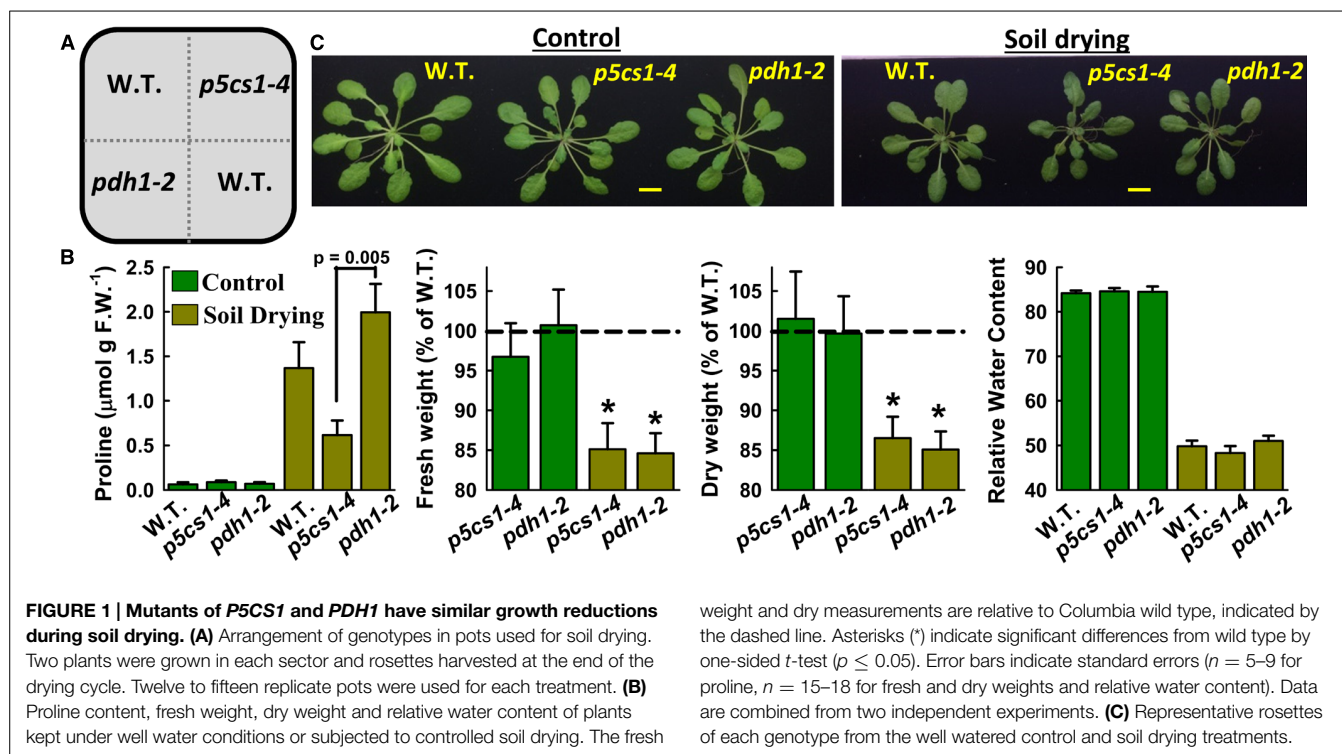 A
W.T.
p5cs1-4
pdh1-2
W.T.
C
Control
Soil drying
W.T.
p5cs1-4
pdh1-2
W.T.
p5cs1-4
pdh1-2
B
Proline (µmol g F.W.⁻¹)
2.5
2.0
1.5
1.0
0.5
0.0
Control
Soil Drying
p = 0.005
W.T.
p5cs1-4
pdh1-2
W.T.
p5cs1-4
pdh1-2
Fresh weight (% of W.T.)
105
100
95
90
85
80
*
*
p5cs1-4
pdh1-2
p5cs1-4
pdh1-2
Dry weight (% of W.T.)
105
100
95
90
85
80
*
*
p5cs1-4
pdh1-2
p5cs1-4
pdh1-2
Relative Water Content
90
80
70
60
50
40
W.T.
p5cs1-4
pdh1-2
W.T.
p5cs1-4
pdh1-2
FIGURE 1 | Mutants of P5CS1 and PDH1 have similar growth reductions
during soil drying. (A) Arrangement of genotypes in pots used for soil drying.
Two plants were grown in each sector and rosettes harvested at the end of the
drying cycle. Twelve to fifteen replicate pots were used for each treatment. (B)
Proline content, fresh weight, dry weight and relative water content of plants
kept under well water conditions or subjected to controlled soil drying. The fresh
weight and dry measurements are relative to Columbia wild type, indicated by
the dashed line. Asterisks (*) indicate significant differences from wild type by
one-sided t-test (p ≤ 0.05). Error bars indicate standard errors (n = 5–9 for
proline, n = 15–18 for fresh and dry weights and relative water content). Data
are combined from two independent experiments. (C) Representative rosettes
of each genotype from the well watered control and soil drying treatments.